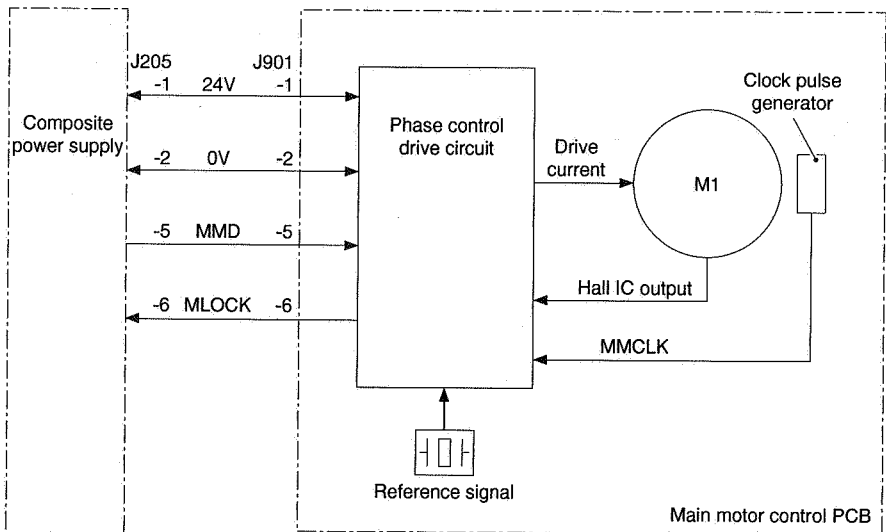 J205
J901
-1 24V -1
Composite
power supply
-2 0V -2
-5 MMD -5
-6 MLOCK -6
Phase control
drive circuit
Drive
current
M1
Clock pulse
generator
Hall IC output
MMCLK
Reference signal
Main motor control PCB